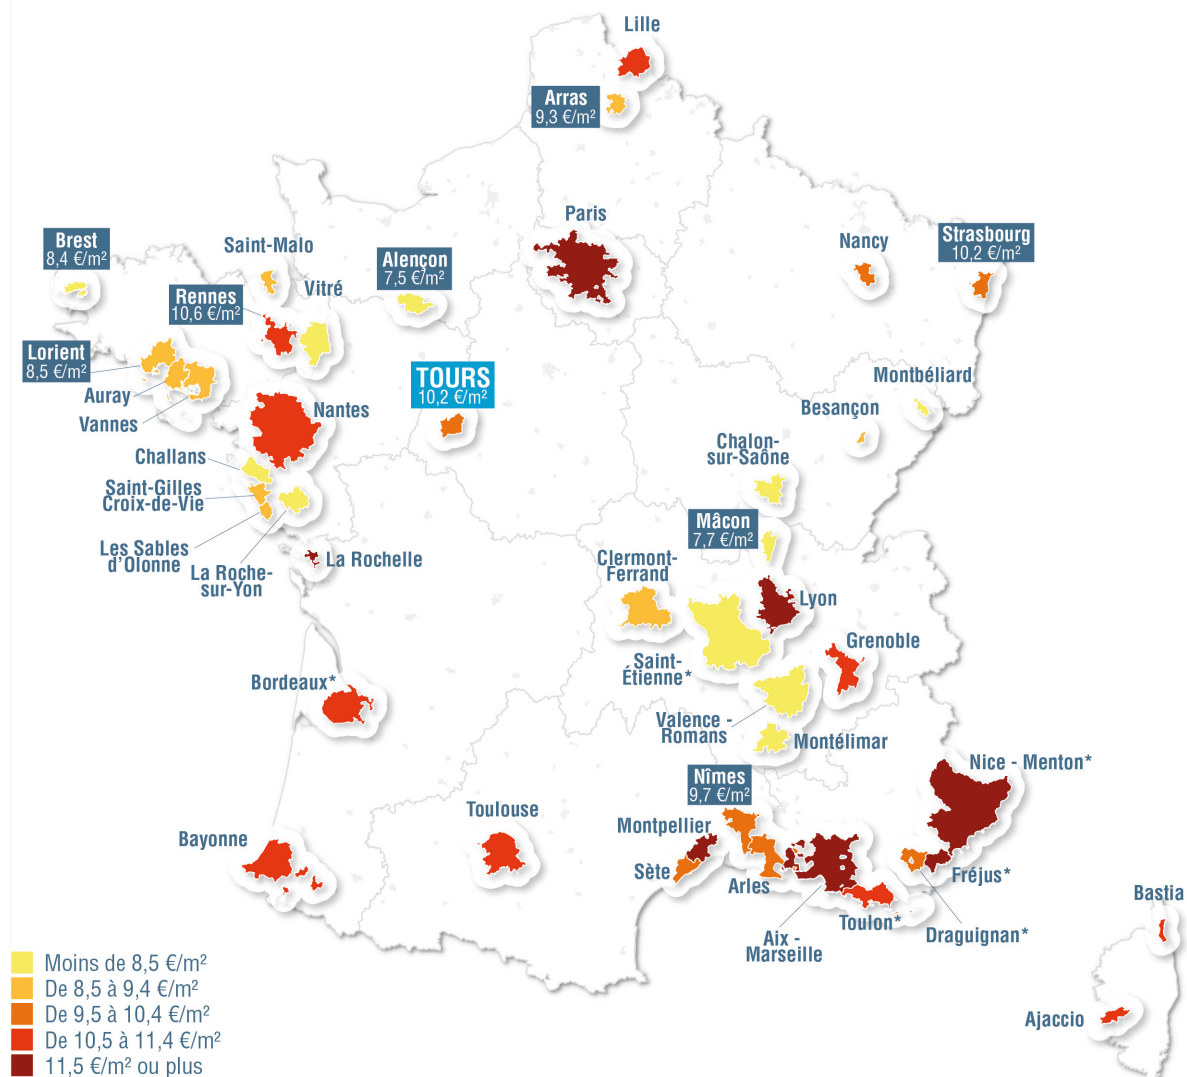 Lille
Arras
9,3 €/m²
Paris
Brest
8,4 €/m²
Saint-Malo
Alençon
7,5 €/m²
Nancy
Strasbourg
10,2 €/m²
Rennes
10,6 €/m²
Vitré
Lorient
8,5 €/m²
Auray
Vannes
TOURS
10,2 €/m²
Montbéliard
Besançon
Nantes
Challans
Saint-Gilles
Croix-de-Vie
Les Sables
d'Olonne
La Roche-
sur-Yon
La Rochelle
Chalon-
sur-Saône
Mâcon
7,7 €/m²
Clermont-
Ferrand
Lyon
Saint-
Étienne*
Grenoble
Bordeaux*
Valence -
Romans
Montélimar
Nice - Menton*
Nîmes
9,7 €/m²
Toulouse
Bayonne
Montpellier
Sète
Arles
Fréjus*
Toulon*
Draguignan*
Aix -
Marseille
Bastia
Ajaccio
Moins de 8,5 €/m²
De 8,5 à 9,4 €/m²
De 9,5 à 10,4 €/m²
De 10,5 à 11,4 €/m²
11,5 €/m² ou plus